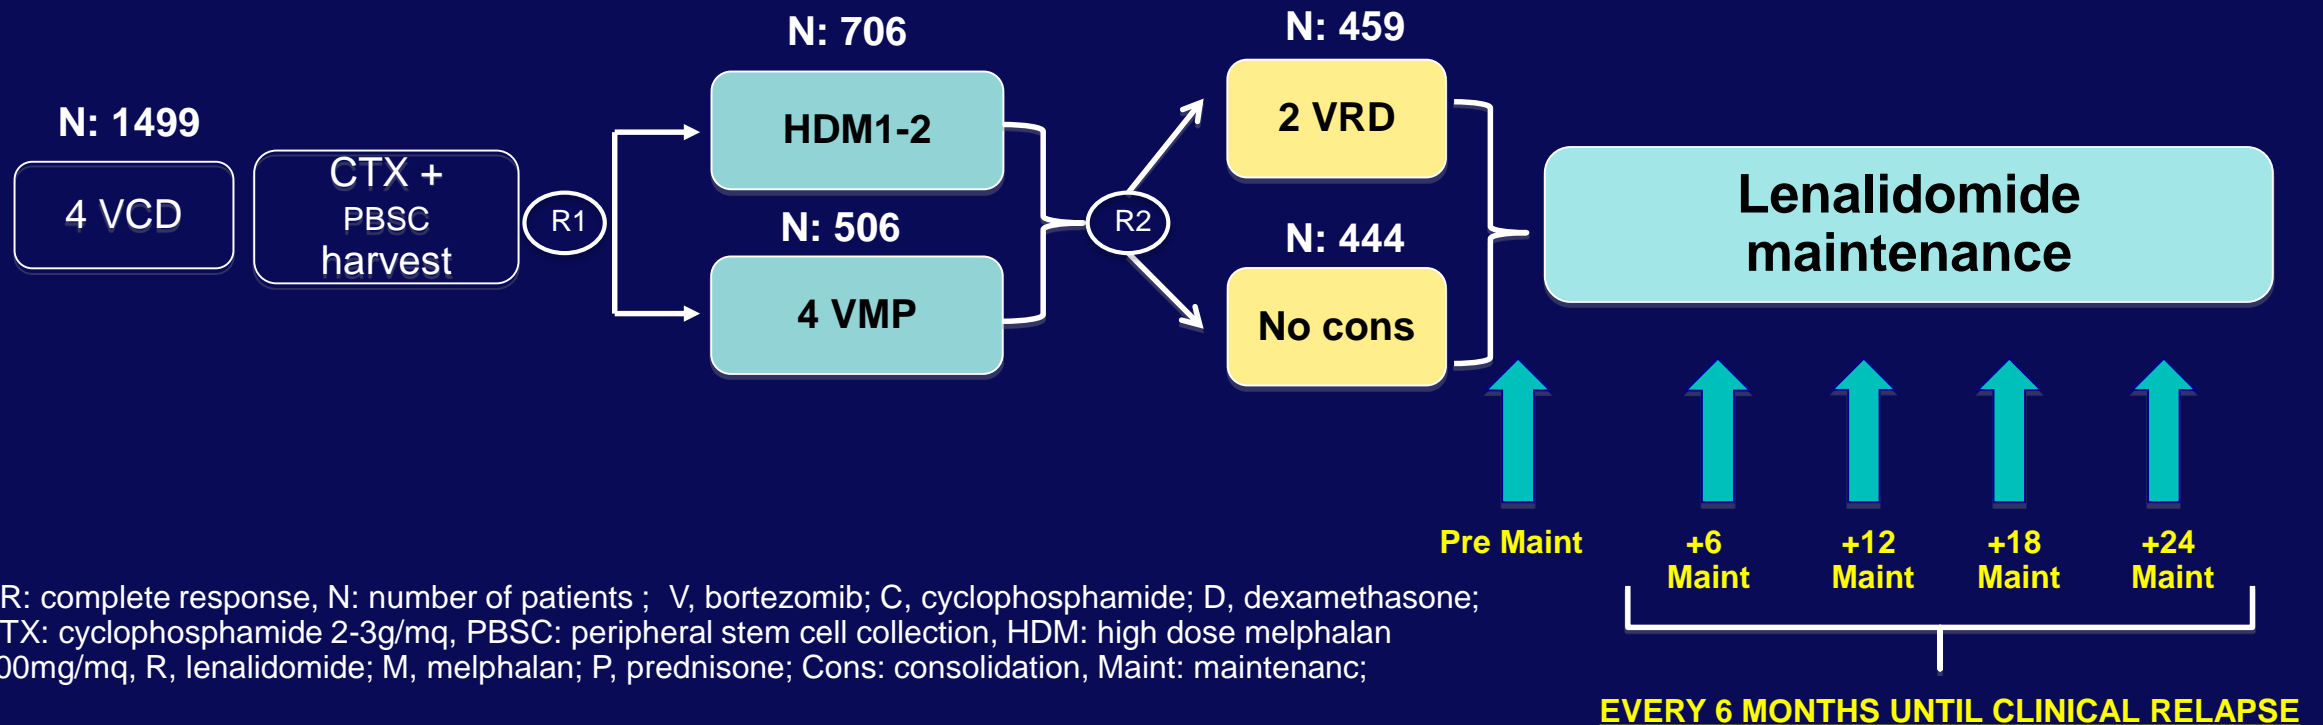 N: 1499
4 VCD
CTX +
PBSC
harvest
R1
N: 706
HDM1-2
N: 506
4 VMP
R2
N: 459
2 VRD
N: 444
No cons
Lenalidomide
maintenance
Pre Maint
+6
Maint
+12
Maint
+18
Maint
+24
Maint
EVERY 6 MONTHS UNTIL CLINICAL RELAPSE
R: complete response, N: number of patients ; V, bortezomib; C, cyclophosphamide; D, dexamethasone;
TX: cyclophosphamide 2-3g/mq, PBSC: peripheral stem cell collection, HDM: high dose melphalan
00mg/mq, R, lenalidomide; M, melphalan; P, prednisone; Cons: consolidation, Maint: maintenanc;